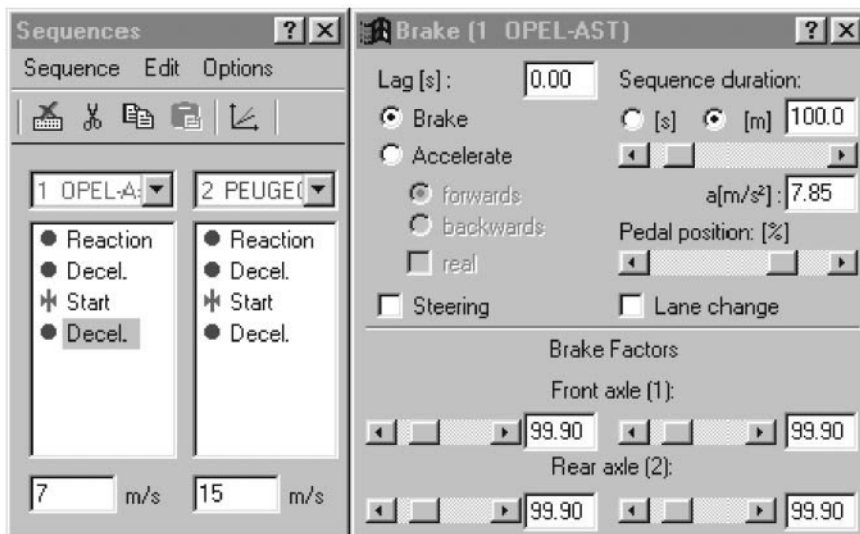 Sequences
Sequence Edit Options
1 OPEL-A
2 PEUGE
Reaction
Decel.
Start
Decel.
Reaction
Decel.
Start
Decel.
7 m/s
15 m/s
Brake (1 OPEL-AST)
Lag [s] : 0.00
Brake
Accelerate
forwards
backwards
real
Steering
Sequence duration:
[s] [m] 100.0
a[m/s²] : 7.85
Pedal position: [%]
Lane change
Brake Factors
Front axle (1):
99.90 99.90
Rear axle (2):
99.90 99.90